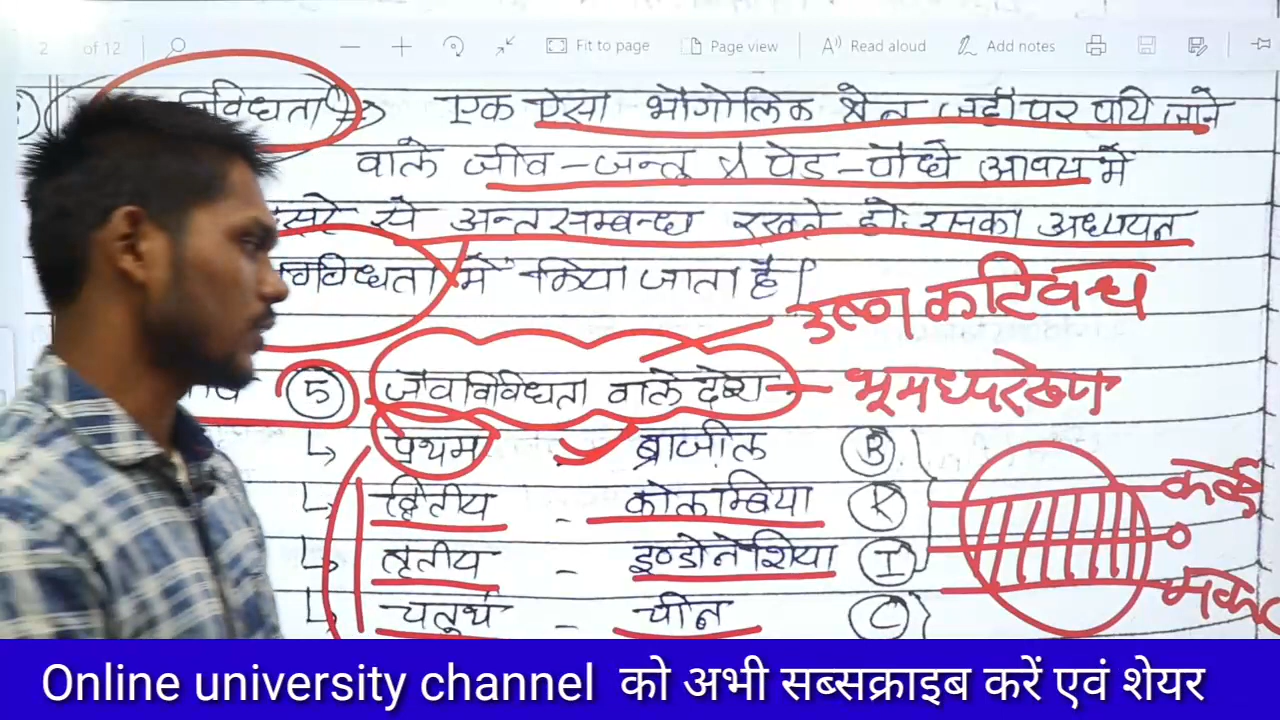 2 of 12 Fit to page Page view Read aloud Add notes
विविधता एक ऐसा भौगोलिक क्षेत्र जहाँ पर पाये जाने
वाले जीव-जन्तु व पेड़-पौधे आपस में
सरे से अन्तरसम्बन्ध रखते हो इसका अध्ययन
विविधता में किया जाता है।
उष्ण कटिबन्ध
5 जैवविविधता वाले देश
भूमध्यरेखा
प्रथम ब्राजील B
द्वितीय - कोलम्बिया K
तृतीय - इण्डोनेशिया I
चतुर्थ - चीन C
कर्क
मकर
Online university channel को अभी सब्सक्राइब करें एवं शेयर